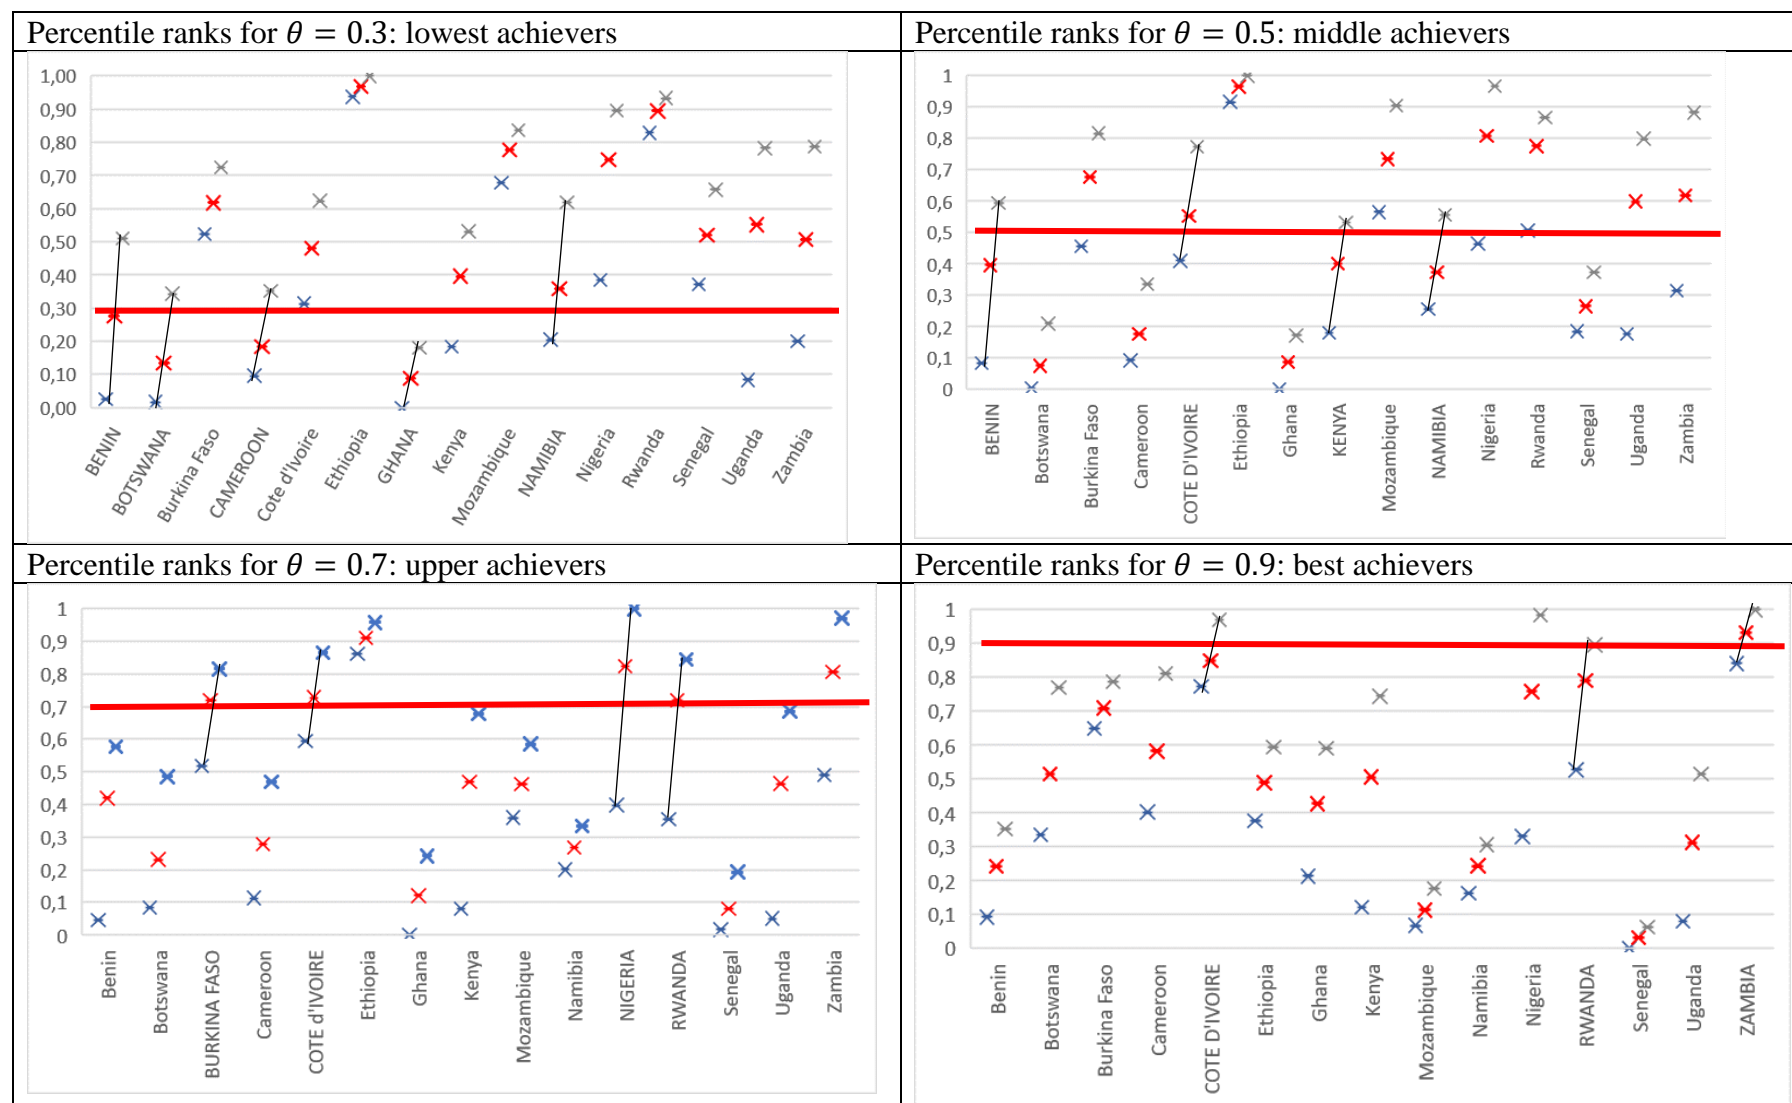 Percentile ranks for θ = 0.3: lowest achievers
1,00
0,90
0,80
0,70
0,60
0,50
0,40
0,30
0,20
0,10
0,00
BENIN
BOTSWANA
Burkina Faso
CAMEROON
Cote d'Ivoire
Ethiopia
GHANA
Kenya
Mozambique
NAMIBIA
Nigeria
Rwanda
Senegal
Uganda
Zambia
Percentile ranks for θ = 0.5: middle achievers
1
0,9
0,8
0,7
0,6
0,5
0,4
0,3
0,2
0,1
0
BENIN
Botswana
Burkina Faso
Cameroon
COTE D'IVOIRE
Ethiopia
Ghana
KENYA
Mozambique
NAMIBIA
Nigeria
Rwanda
Senegal
Uganda
Zambia
Percentile ranks for θ = 0.7: upper achievers
1
0,9
0,8
0,7
0,6
0,5
0,4
0,3
0,2
0,1
0
Benin
Botswana
BURKINA FASO
Cameroon
COTE d'IVOIRE
Ethiopia
Ghana
Kenya
Mozambique
Namibia
NIGERIA
RWANDA
Senegal
Uganda
Zambia
Percentile ranks for θ = 0.9: best achievers
1
0,9
0,8
0,7
0,6
0,5
0,4
0,3
0,2
0,1
0
Benin
Botswana
Burkina Faso
Cameroon
COTE D'IVOIRE
Ethiopia
Ghana
Kenya
Mozambique
Namibia
Nigeria
RWANDA
Senegal
Uganda
ZAMBIA